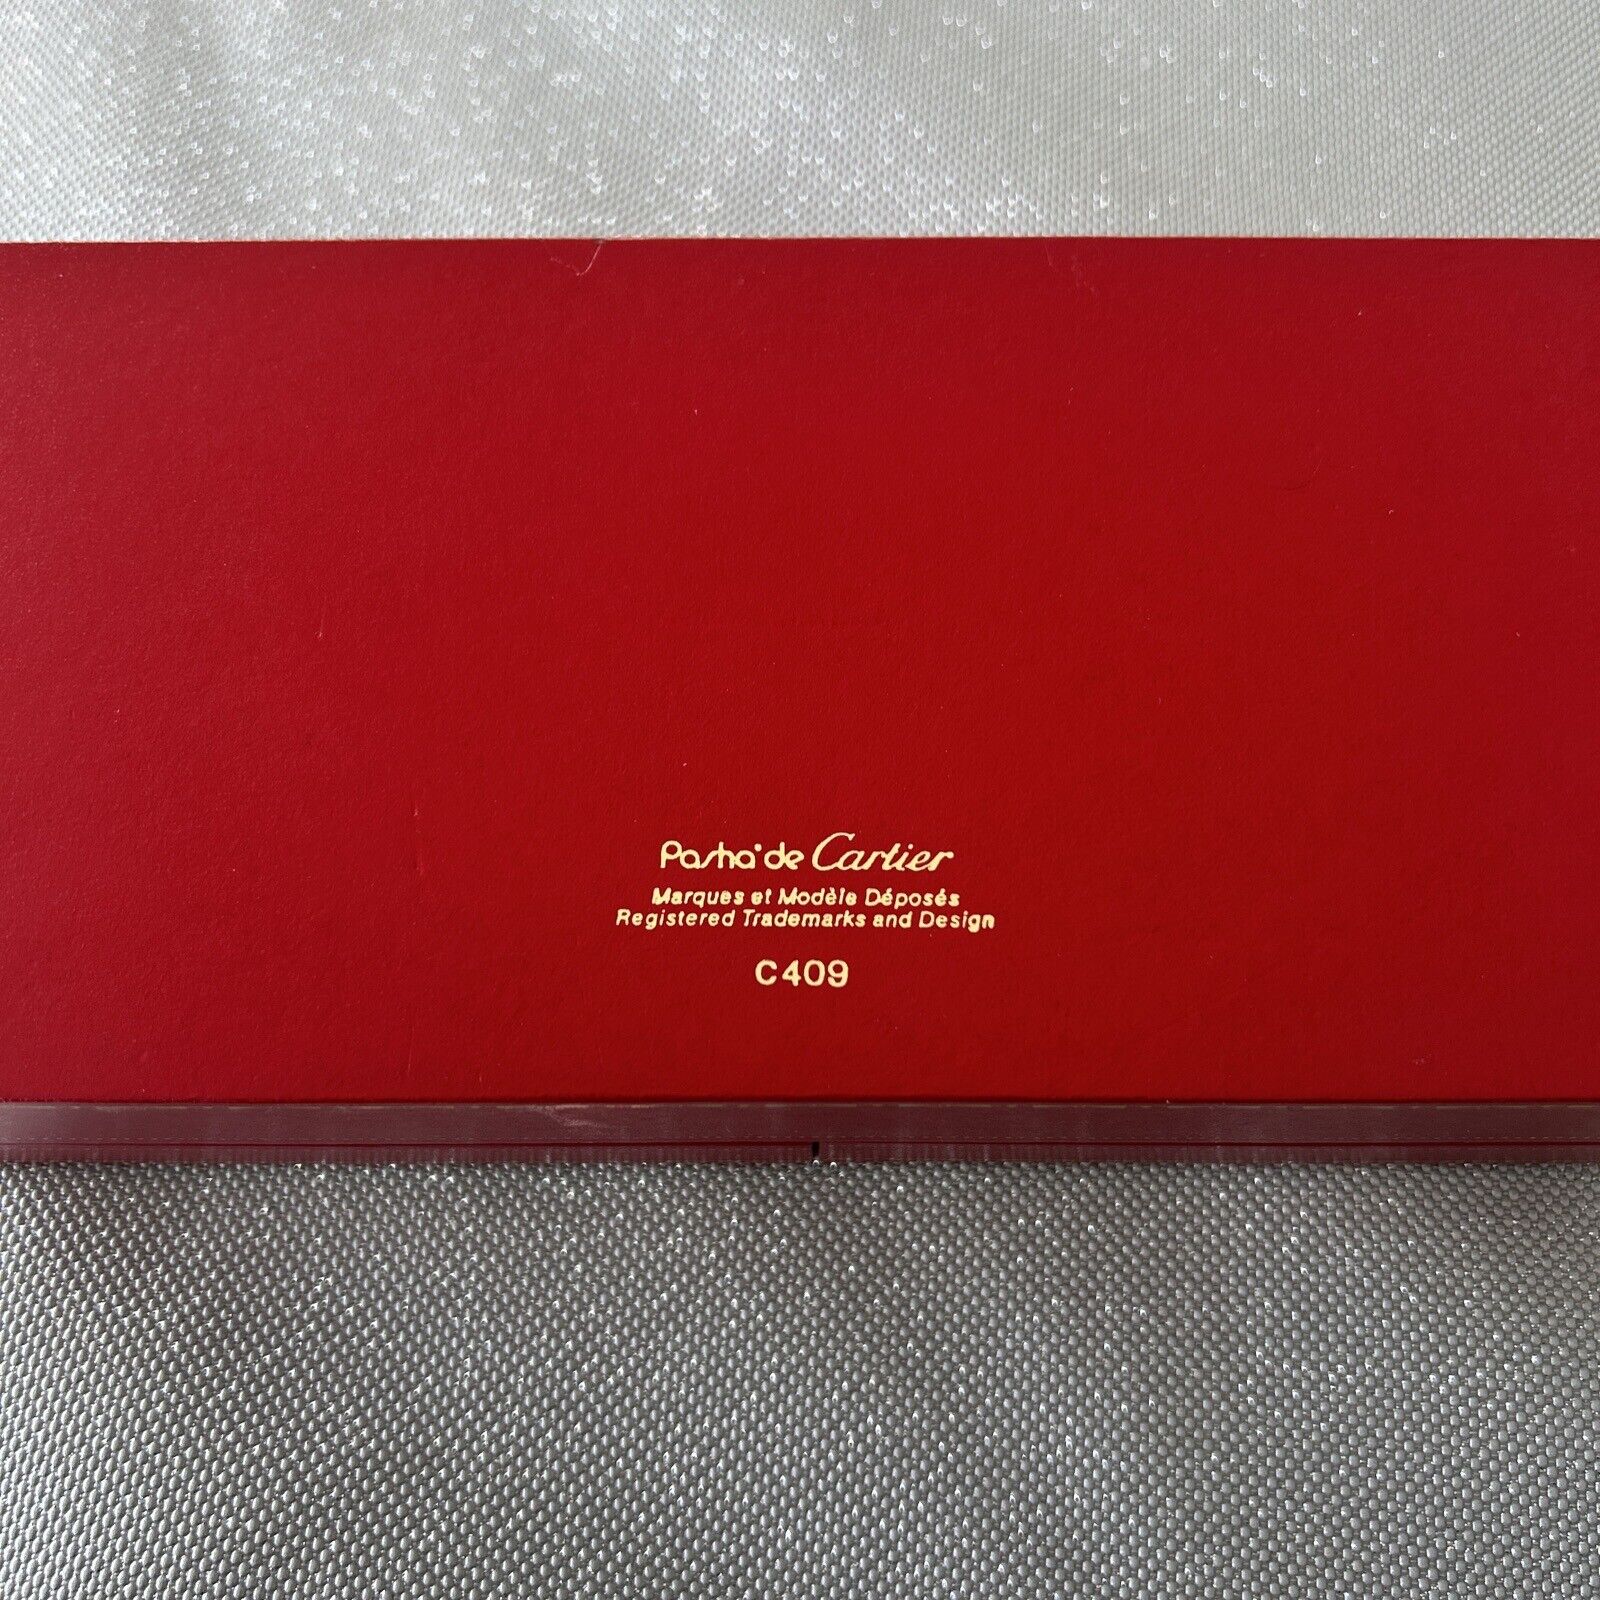 Pasha de Cartier
Marques et Modèle Déposés
Registered Trademarks and Design
C409